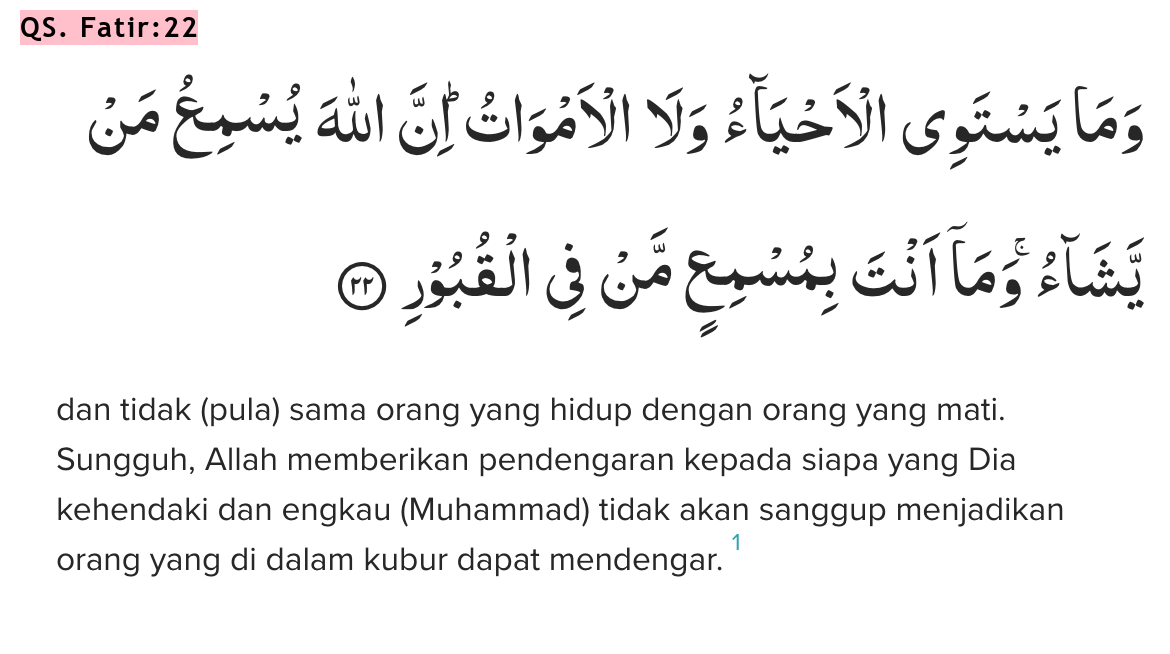 QS. Fatir:22
وَمَا يَسْتَوِى الْاَحْيَاۤءُ وَلَا الْاَمْوَاتُۗ اِنَّ اللّٰهَ يُسْمِعُ مَنْ
يَّشَاۤءُ ۚوَمَآ اَنْتَ بِمُسْمِعٍ مَّنْ فِى الْقُبُوْرِ ٢٢
dan tidak (pula) sama orang yang hidup dengan orang yang mati.
Sungguh, Allah memberikan pendengaran kepada siapa yang Dia
kehendaki dan engkau (Muhammad) tidak akan sanggup menjadikan
orang yang di dalam kubur dapat mendengar. 1